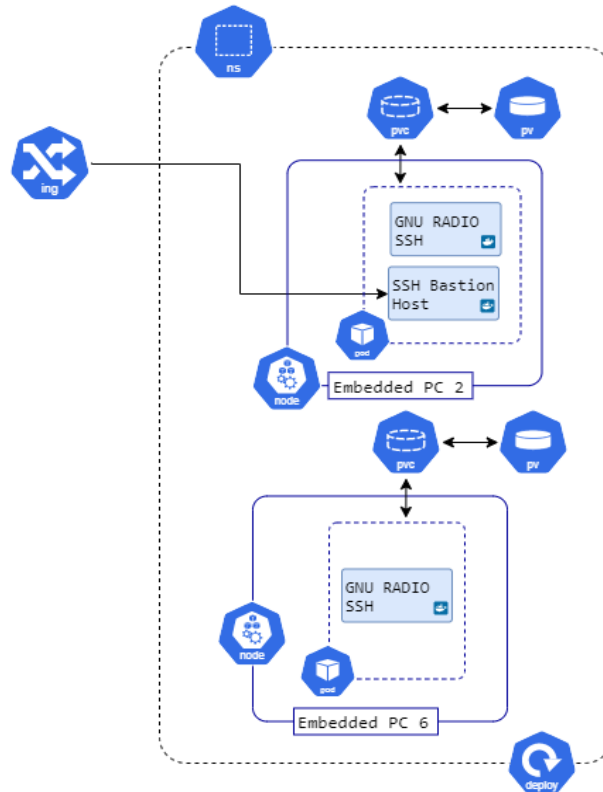 ns
pvc
pv
ing
GNU RADIO
SSH
SSH Bastion
Host
pod
node
Embedded PC 2
pvc
pv
GNU RADIO
SSH
node
pod
Embedded PC 6
deploy